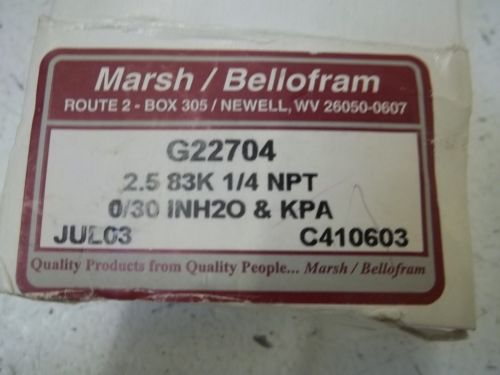 Marsh / Bellofram
ROUTE 2 - BOX 305 / NEWELL, WV 26050-0607
G22704
2.5 83K 1/4 NPT
0/30 INH2O & KPA
JUL03 C410603
Quality Products from Quality People... Marsh / Bellofram